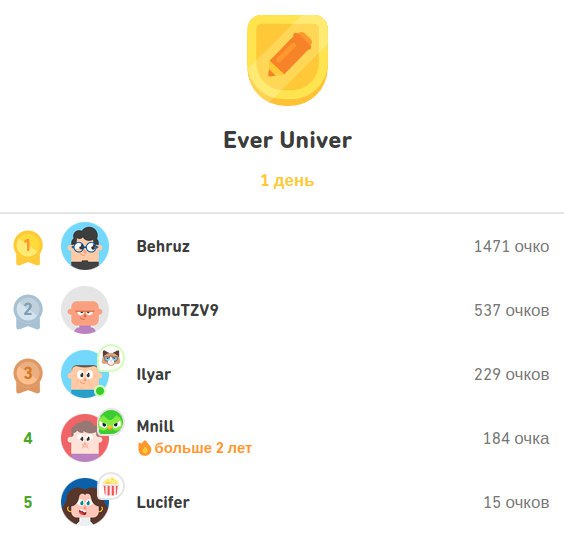 Ever Univer
1 день
1 Behruz 1471 очко
2 UpmuTZV9 537 очков
3 Ilyar 229 очков
4 Mnill 184 очка
больше 2 лет
5 Lucifer 15 очков